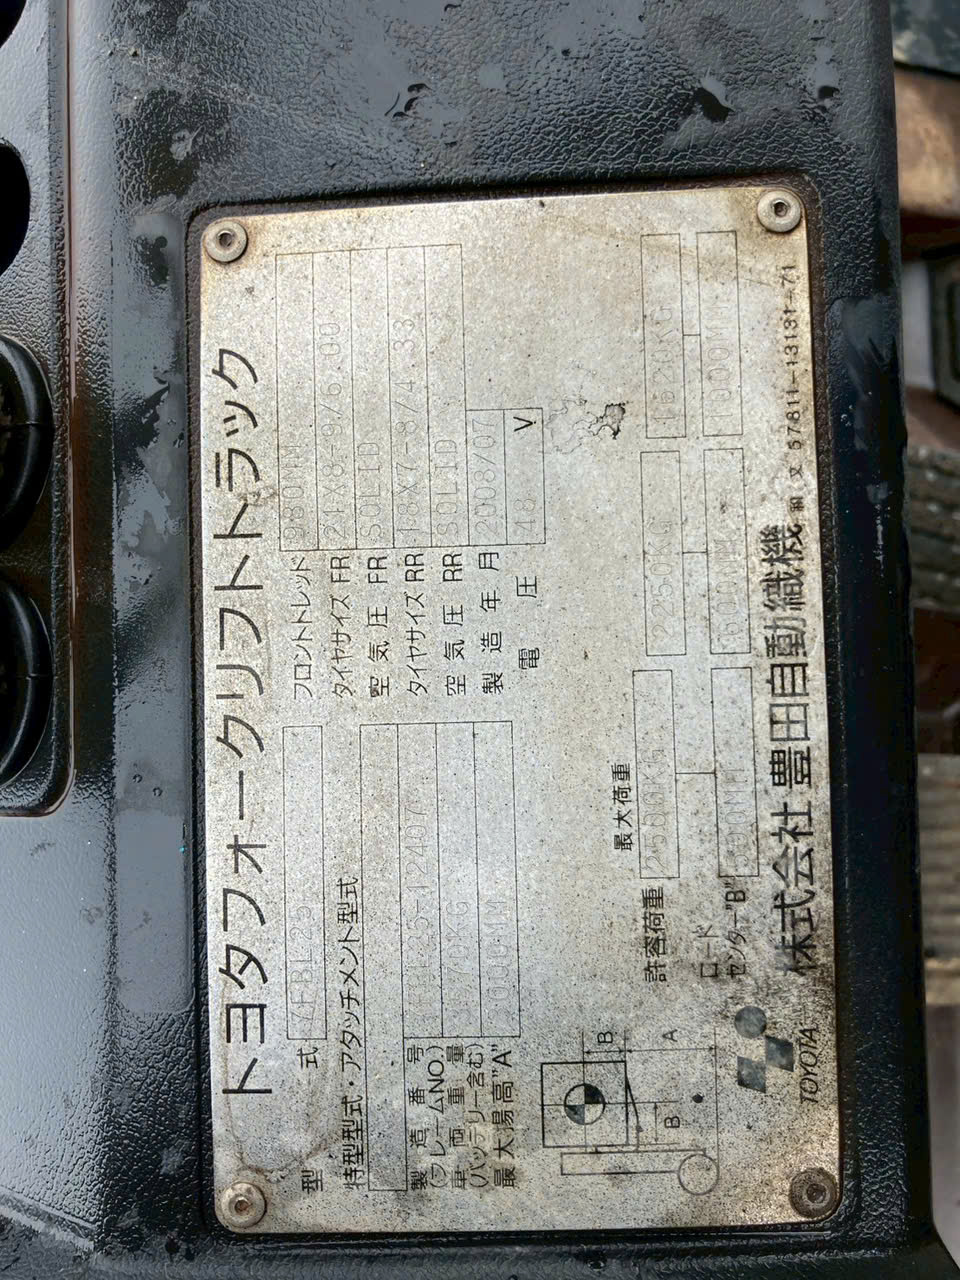 トヨタフォークリフトトラック
型 式 7FBL25
特型型式・アタッチメント型式
製造番号
(フレームNO.)
車両重量
(バッテリー含む)
最大揚高"A" 3000MM
フロントトレッド 980MM
タイヤサイズ FR 21X8-9/6.00
空気圧 FR SOLID
タイヤサイズ RR 18X7-8/4.33
空気圧 RR SOLID
製造年月 2008/07
電 圧 48 V
B
A
B
最大荷重
許容荷重 2500KG 2250KG 1620KG
ロード
センター"B" 500MM 600MM 1000MM
TOYOTA
株式会社 豊田自動織機
和文 57811-13131-71